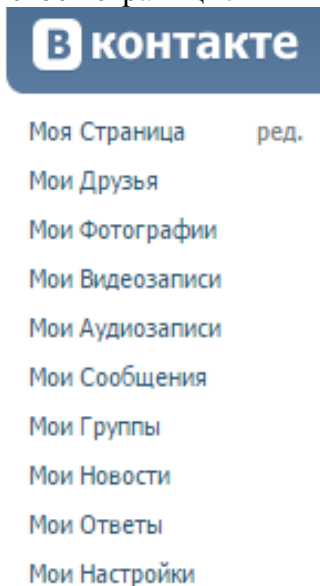 В контакте
Моя Страница ред.
Мои Друзья
Мои Фотографии
Мои Видеозаписи
Мои Аудиозаписи
Мои Сообщения
Мои Группы
Мои Новости
Мои Ответы
Мои Настройки